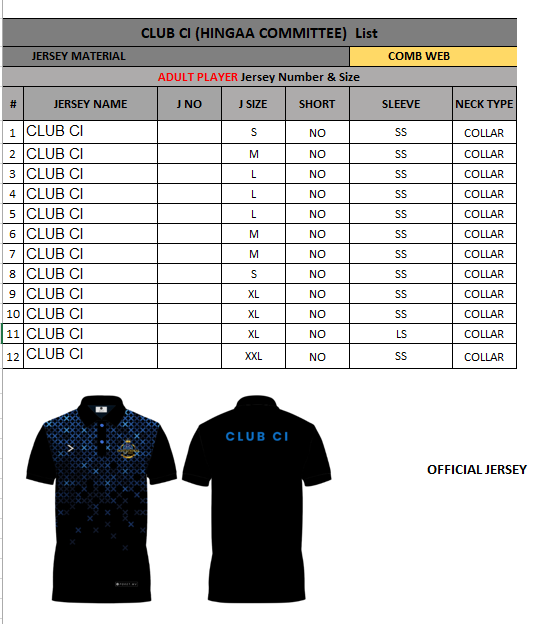 CLUB CI (HINGAA COMMITTEE) List
JERSEY MATERIAL COMB WEB
ADULT PLAYER Jersey Number & Size
# JERSEY NAME J NO J SIZE SHORT SLEEVE NECK TYPE
1 CLUB CI S NO SS COLLAR
2 CLUB CI M NO SS COLLAR
3 CLUB CI L NO SS COLLAR
4 CLUB CI L NO SS COLLAR
5 CLUB CI L NO SS COLLAR
6 CLUB CI M NO SS COLLAR
7 CLUB CI M NO SS COLLAR
8 CLUB CI S NO SS COLLAR
9 CLUB CI XL NO SS COLLAR
10 CLUB CI XL NO SS COLLAR
11 CLUB CI XL NO LS COLLAR
12 CLUB CI XXL NO SS COLLAR
CLUB CI
OFFICIAL JERSEY